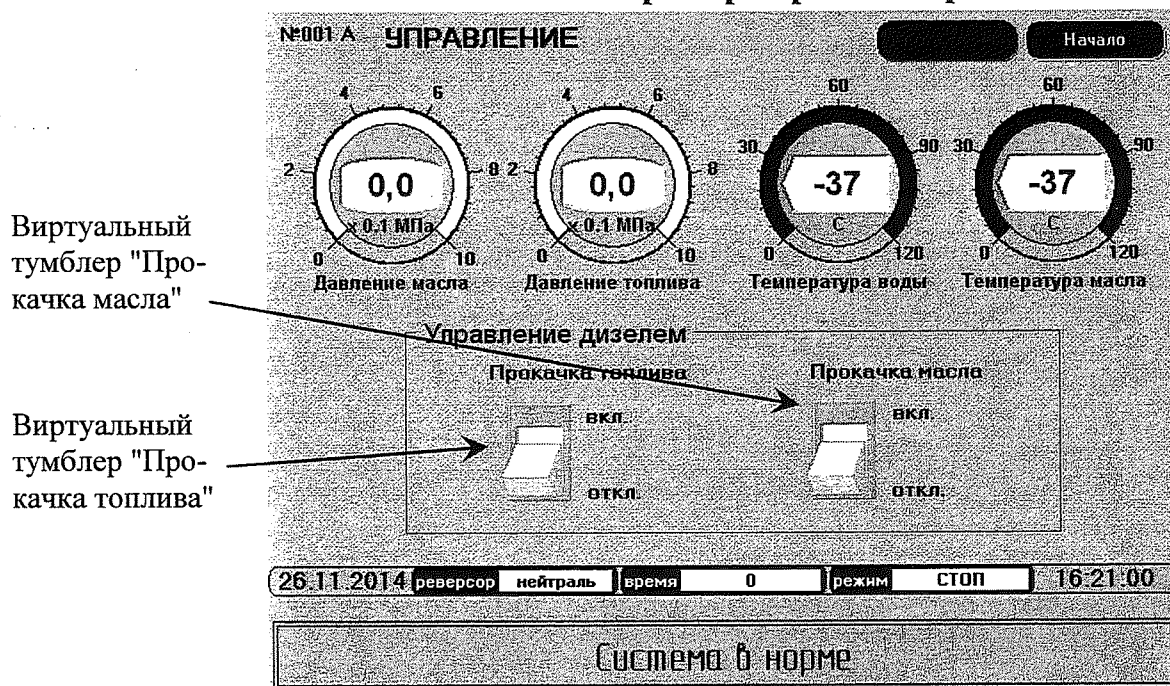 №001 А УПРАВЛЕНИЕ
Начало
4 6
4 6
60
60
2 8
2 8
30 90
30 90
0,0
0,0
-37
-37
x 0.1 МПа
x 0.1 МПа
C
C
0 10
0 10
0 120
0 120
Давление масла
Давление топлива
Температура воды
Температура масла
Виртуальный
тумблер "Про-
качка масла"
Управление дизелем
Прокачка топлива
Прокачка масла
вкл.
вкл.
Виртуальный
тумблер "Про-
качка топлива"
откл.
откл.
26.11.2014 реверсор нейтраль время 0 режим СТОП 16:21:00
Система в норме